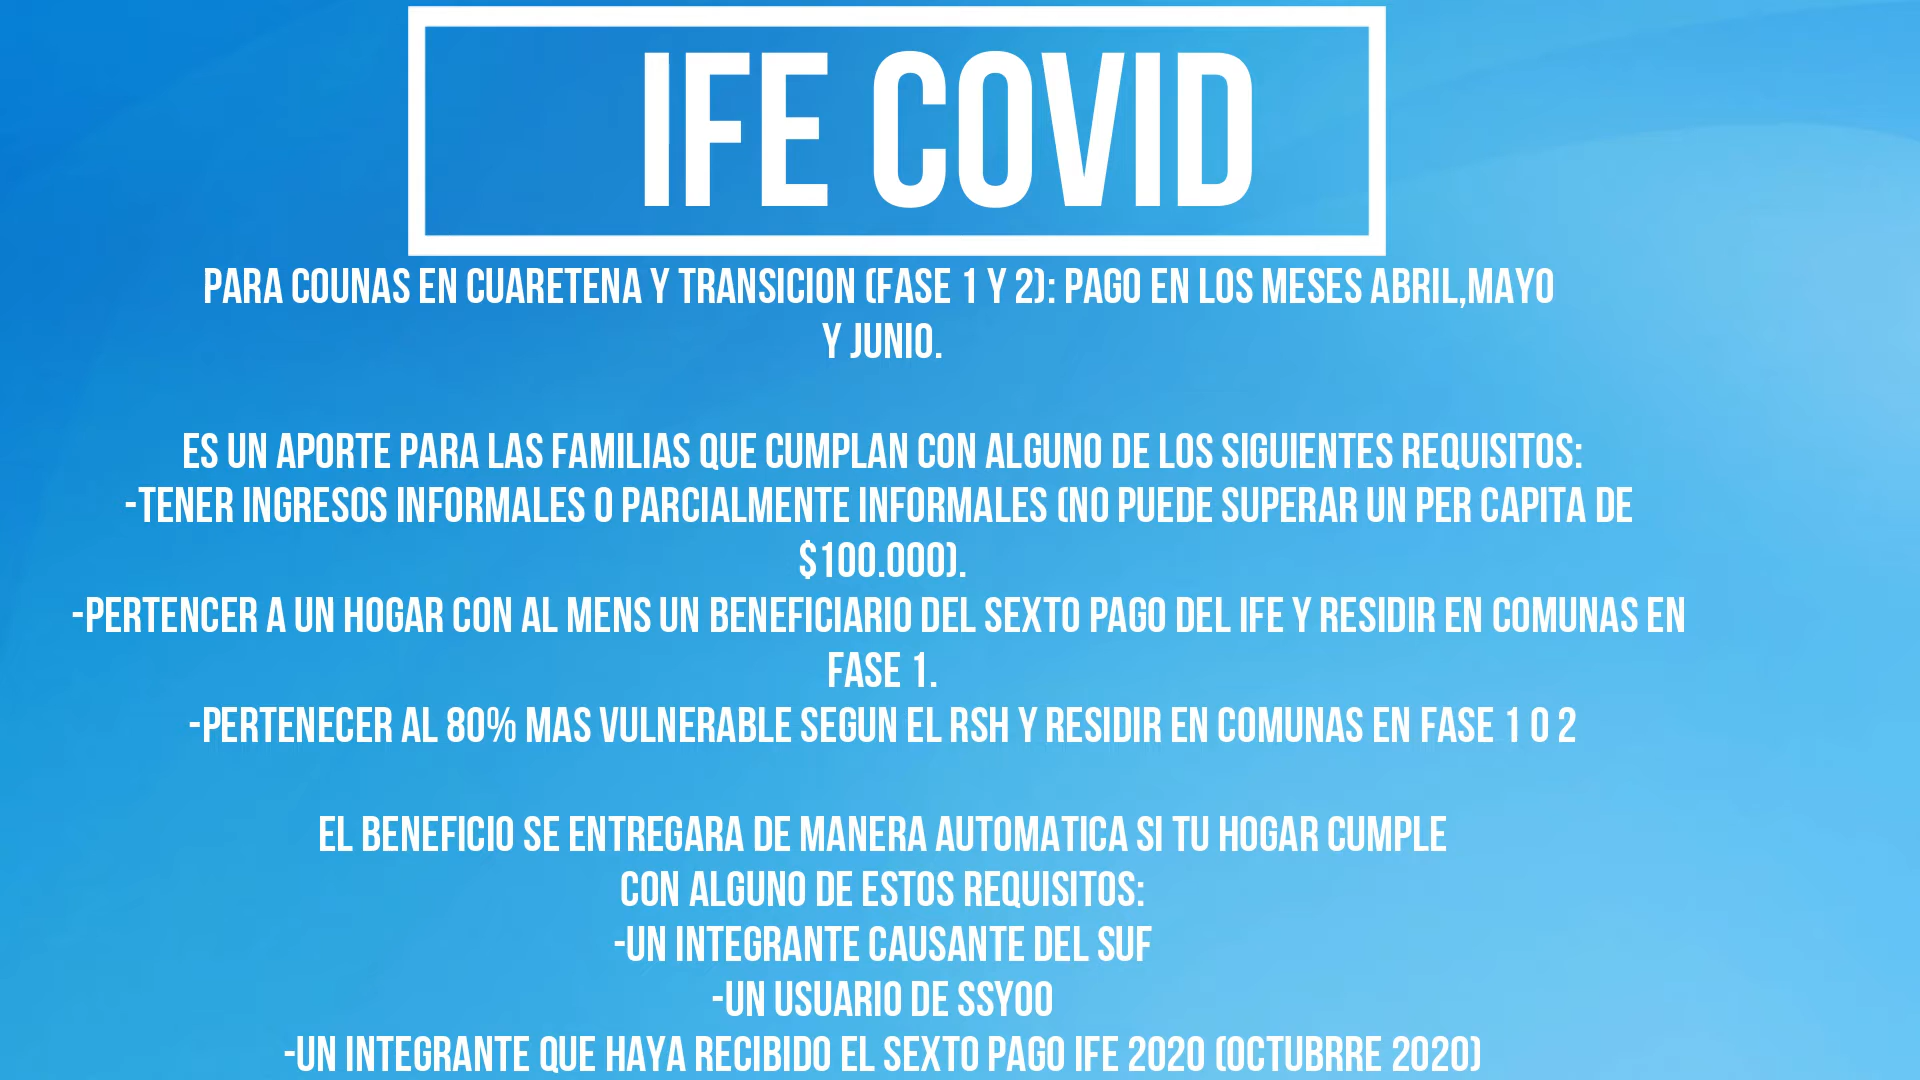 IFE COVID
PARA COUNAS EN CUARETENA Y TRANSICION (FASE 1 Y 2): PAGO EN LOS MESES ABRIL,MAYO
Y JUNIO.
ES UN APORTE PARA LAS FAMILIAS QUE CUMPLAN CON ALGUNO DE LOS SIGUIENTES REQUISITOS:
-TENER INGRESOS INFORMALES O PARCIALMENTE INFORMALES (NO PUEDE SUPERAR UN PER CAPITA DE
$100.000).
-PERTENCER A UN HOGAR CON AL MENS UN BENEFICIARIO DEL SEXTO PAGO DEL IFE Y RESIDIR EN COMUNAS EN
FASE 1.
-PERTENECER AL 80% MAS VULNERABLE SEGUN EL RSH Y RESIDIR EN COMUNAS EN FASE 1 O 2
EL BENEFICIO SE ENTREGARA DE MANERA AUTOMATICA SI TU HOGAR CUMPLE
CON ALGUNO DE ESTOS REQUISITOS:
-UN INTEGRANTE CAUSANTE DEL SUF
-UN USUARIO DE SSYOO
-UN INTEGRANTE QUE HAYA RECIBIDO EL SEXTO PAGO IFE 2020 (OCTUBRRE 2020)